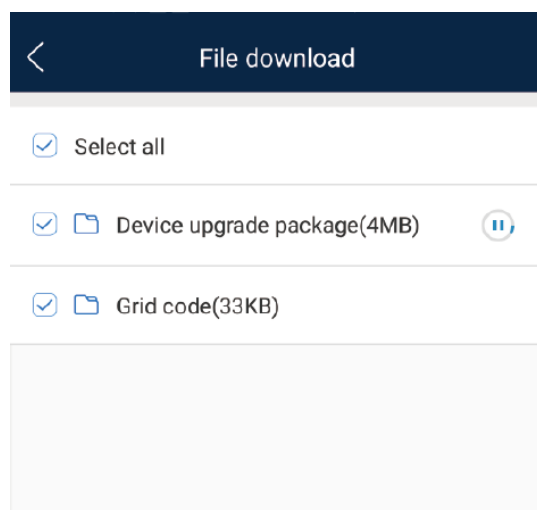 File download
Select all
Device upgrade package(4MB)
Grid code(33KB)